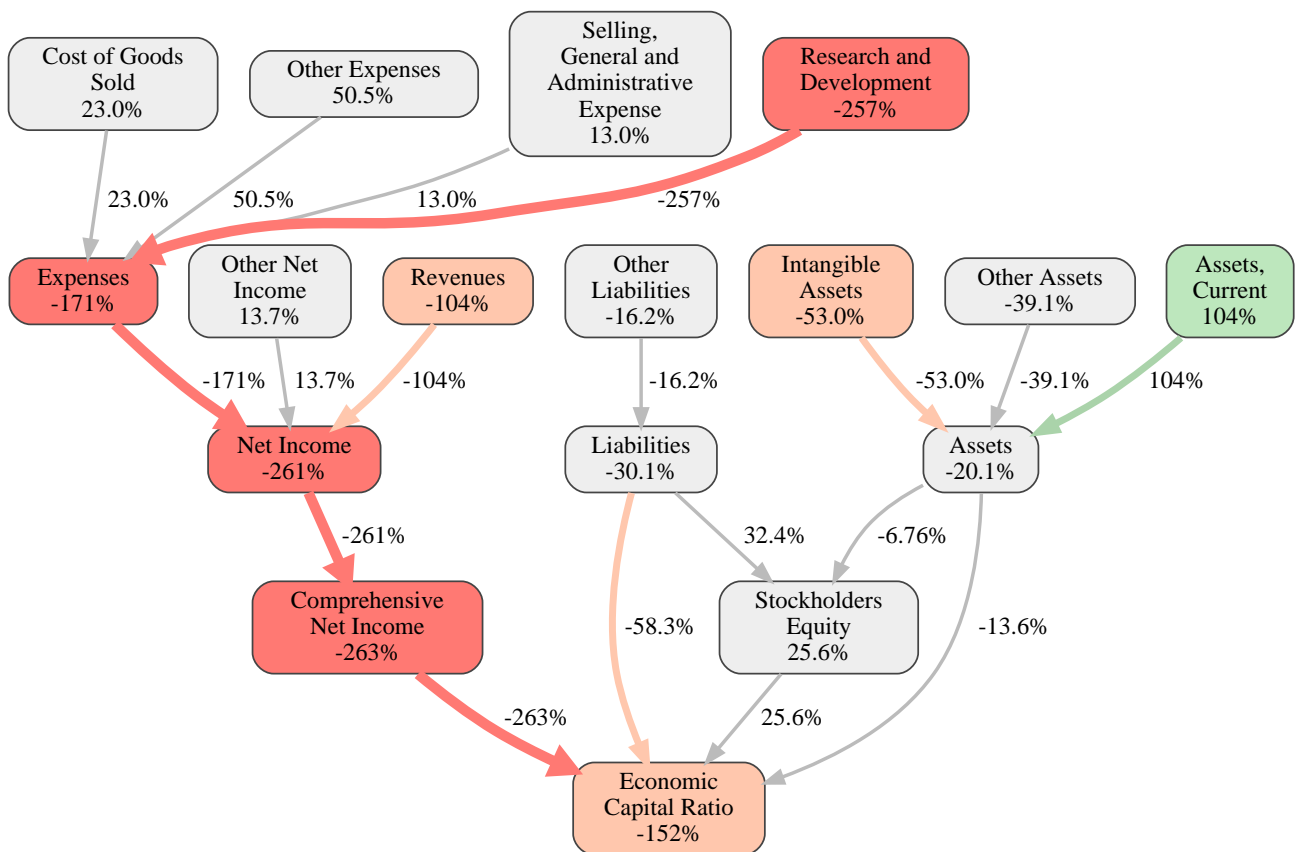 Cost of Goods
Sold
23.0%
Other Expenses
50.5%
Selling,
General and
Administrative
Expense
13.0%
Research and
Development
-257%
23.0%
50.5%
13.0%
-257%
Expenses
-171%
Other Net
Income
13.7%
Revenues
-104%
Other
Liabilities
-16.2%
Intangible
Assets
-53.0%
Other Assets
-39.1%
Assets,
Current
104%
-171%
13.7%
-104%
-16.2%
-53.0%
-39.1%
104%
Net Income
-261%
Liabilities
-30.1%
Assets
-20.1%
-261%
32.4%
-6.76%
Comprehensive
Net Income
-263%
-58.3%
Stockholders
Equity
25.6%
-13.6%
-263%
25.6%
Economic
Capital Ratio
-152%